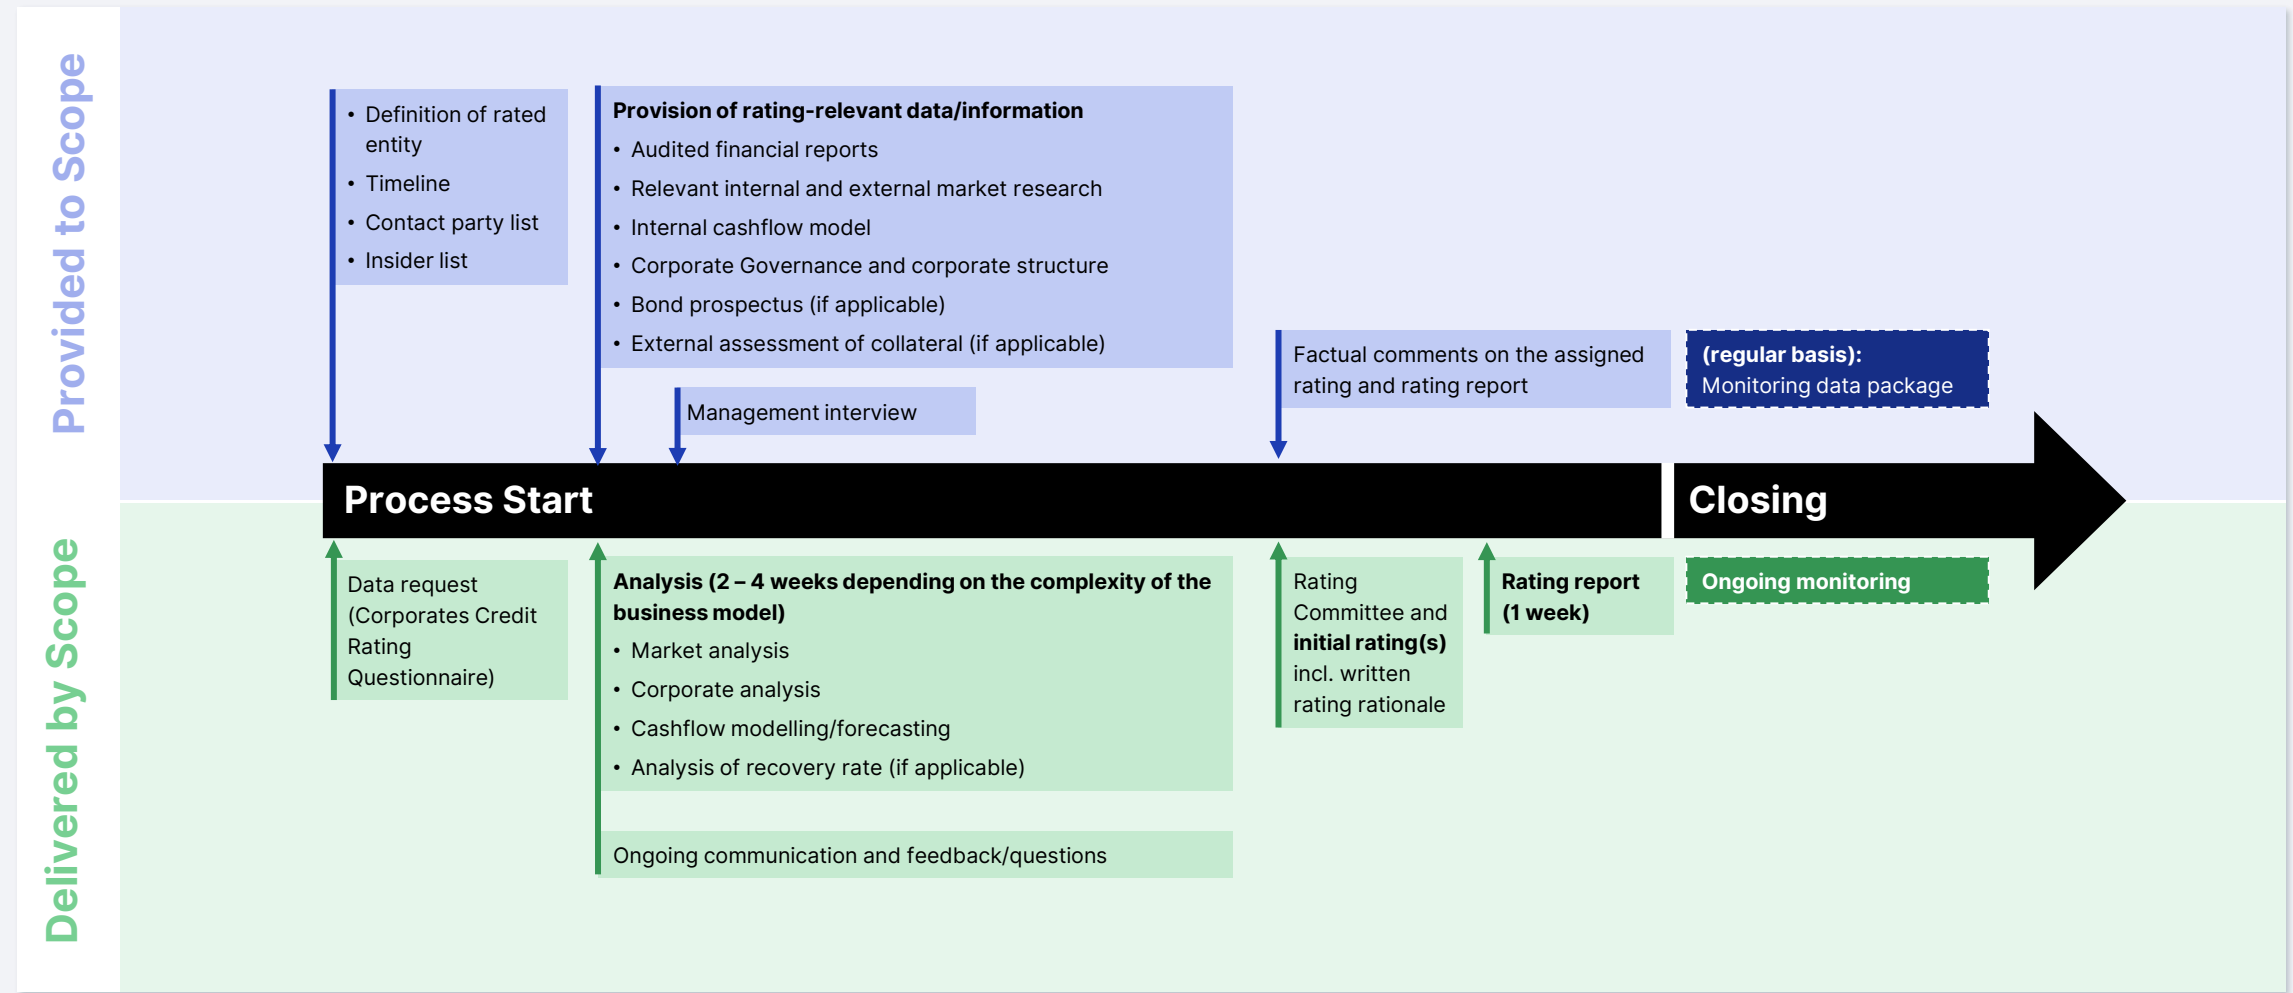 Provided to Scope
• Definition of rated
entity
• Timeline
• Contact party list
• Insider list
Provision of rating-relevant data/information
• Audited financial reports
• Relevant internal and external market research
• Internal cashflow model
• Corporate Governance and corporate structure
• Bond prospectus (if applicable)
• External assessment of collateral (if applicable)
Management interview
Factual comments on the assigned
rating and rating report
(regular basis):
Monitoring data package
Process Start
Closing
Delivered by Scope
Data request
(Corporates Credit
Rating
Questionnaire)
Analysis (2 – 4 weeks depending on the complexity of the
business model)
• Market analysis
• Corporate analysis
• Cashflow modelling/forecasting
• Analysis of recovery rate (if applicable)
Ongoing communication and feedback/questions
Rating
Committee and
initial rating(s)
incl. written
rating rationale
Rating report
(1 week)
Ongoing monitoring